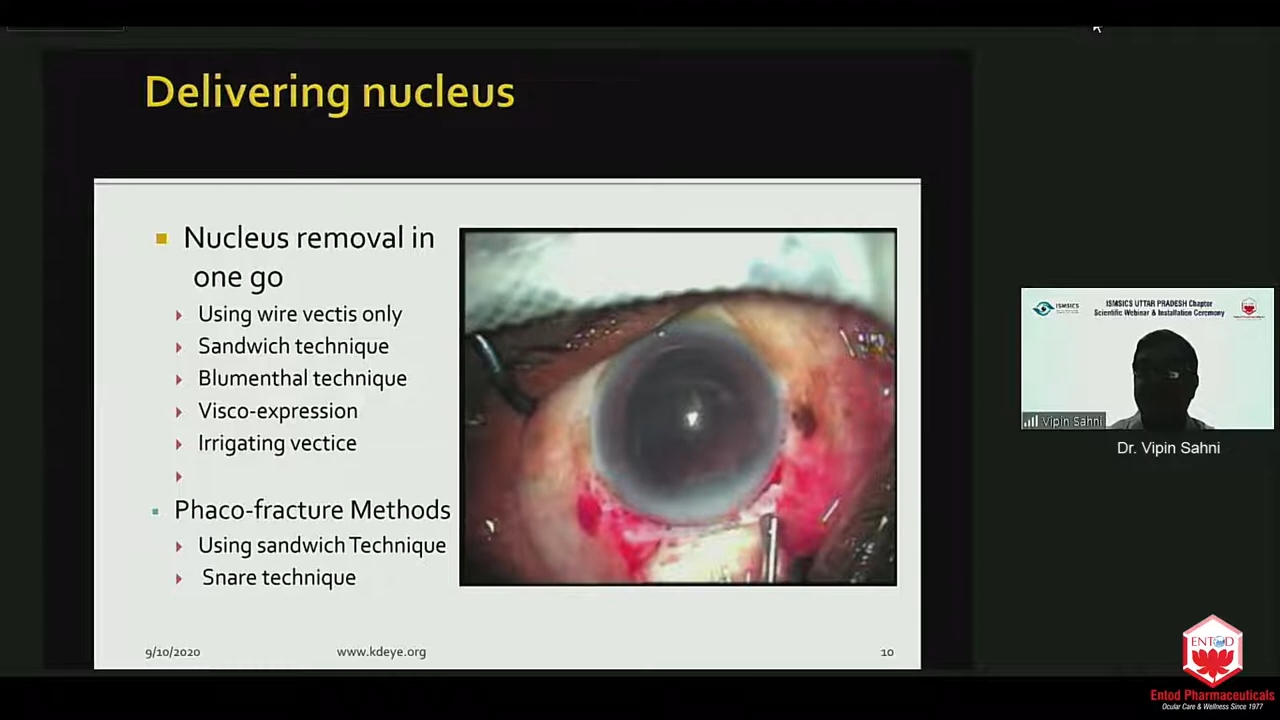 Delivering nucleus
Nucleus removal in
one go
Using wire vectis only
Sandwich technique
Blumenthal technique
Visco-expression
Irrigating vectice
Phaco-fracture Methods
Using sandwich Technique
Snare technique
9/10/2020
www.kdeye.org
10
ISMSICS
ISMSICS UTTAR PRADESH Chapter
Scientific Webinar & Installation Ceremony
Vipin Sahni
Dr. Vipin Sahni
ENTOD
Entod Pharmaceuticals
Ocular Care & Wellness Since 1977